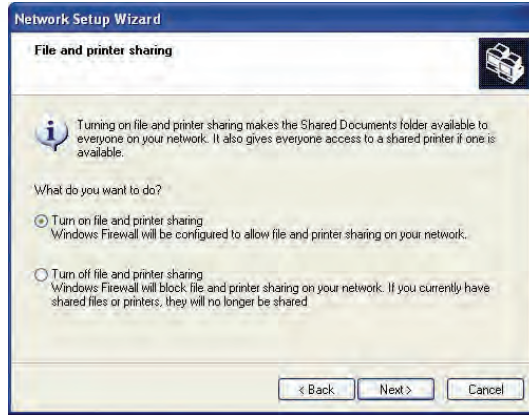 Network Setup Wizard
File and printer sharing
Turning on file and printer sharing makes the Shared Documents folder available to
everyone on your network. It also gives everyone access to a shared printer if one is
available.
What do you want to do?
Turn on file and printer sharing
Windows Firewall will be configured to allow file and printer sharing on your network.
Turn off file and printer sharing
Windows Firewall will block file and printer sharing on your network. If you currently have
shared files or printers, they will no longer be shared
< Back
Next >
Cancel